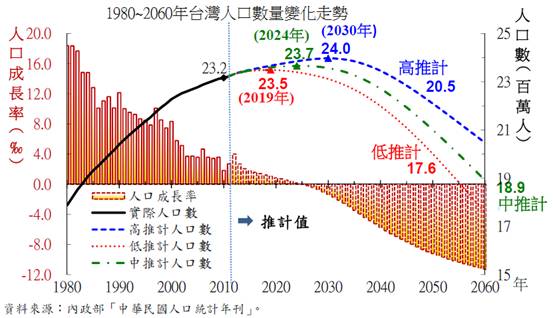 1980~2060年台灣人口數量變化走勢
人口成長率(‰)
20.0
16.0
12.0
8.0
4.0
0.0
-4.0
-8.0
-12.0
人口數(百萬人)
25
23
21
19
17
15
23.2
(2024年)
23.7
(2030年)
24.0
23.5
(2019年)
高推計
20.5
低推計
17.6
18.9
中推計
人口成長率
實際人口數
高推計人口數
低推計人口數
中推計人口數
推計值
1980 1990 2000 2010 2020 2030 2040 2050 2060 年
資料來源：內政部「中華民國人口統計年刊」。